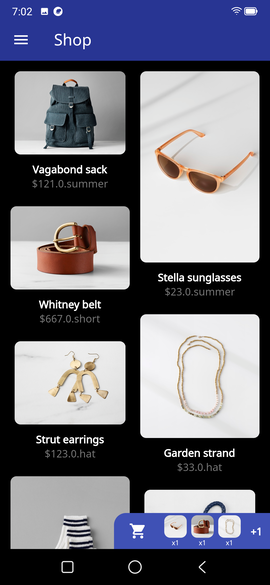 7:02
Shop
Vagabond sack
$121.0.summer
Stella sunglasses
$23.0.summer
Whitney belt
$667.0.short
Strut earrings
$123.0.hat
Garden strand
$33.0.hat
x1 x1 x1
+1